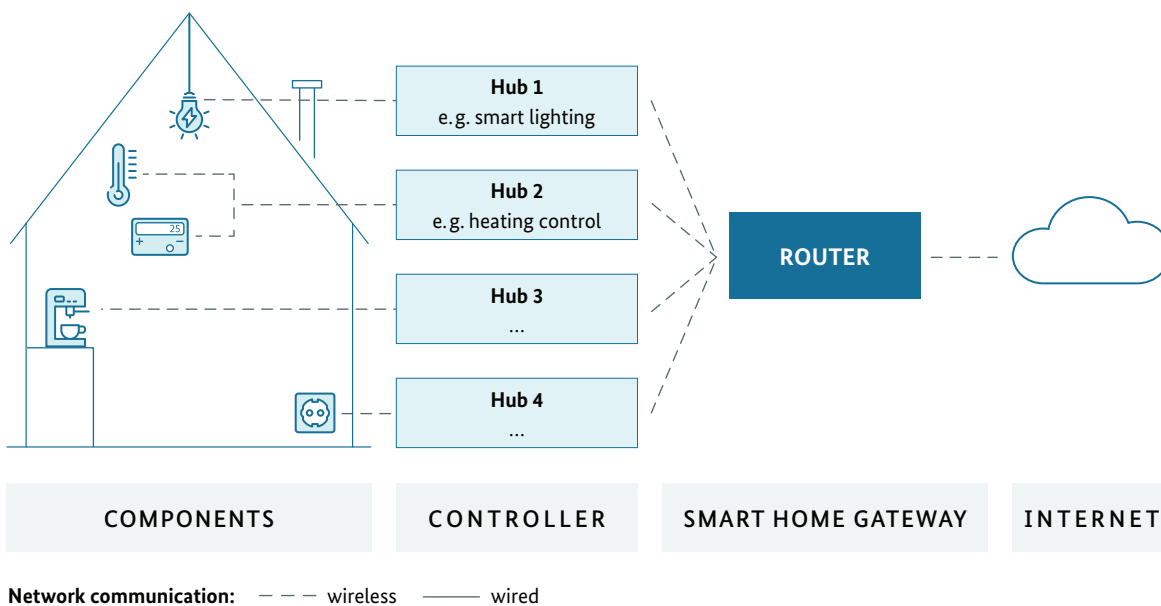 Hub 1
e.g. smart lighting
Hub 2
e.g. heating control
25
+ −
Hub 3
...
Hub 4
...
ROUTER
COMPONENTS
CONTROLLER
SMART HOME GATEWAY
INTERNET
Network communication: wireless wired